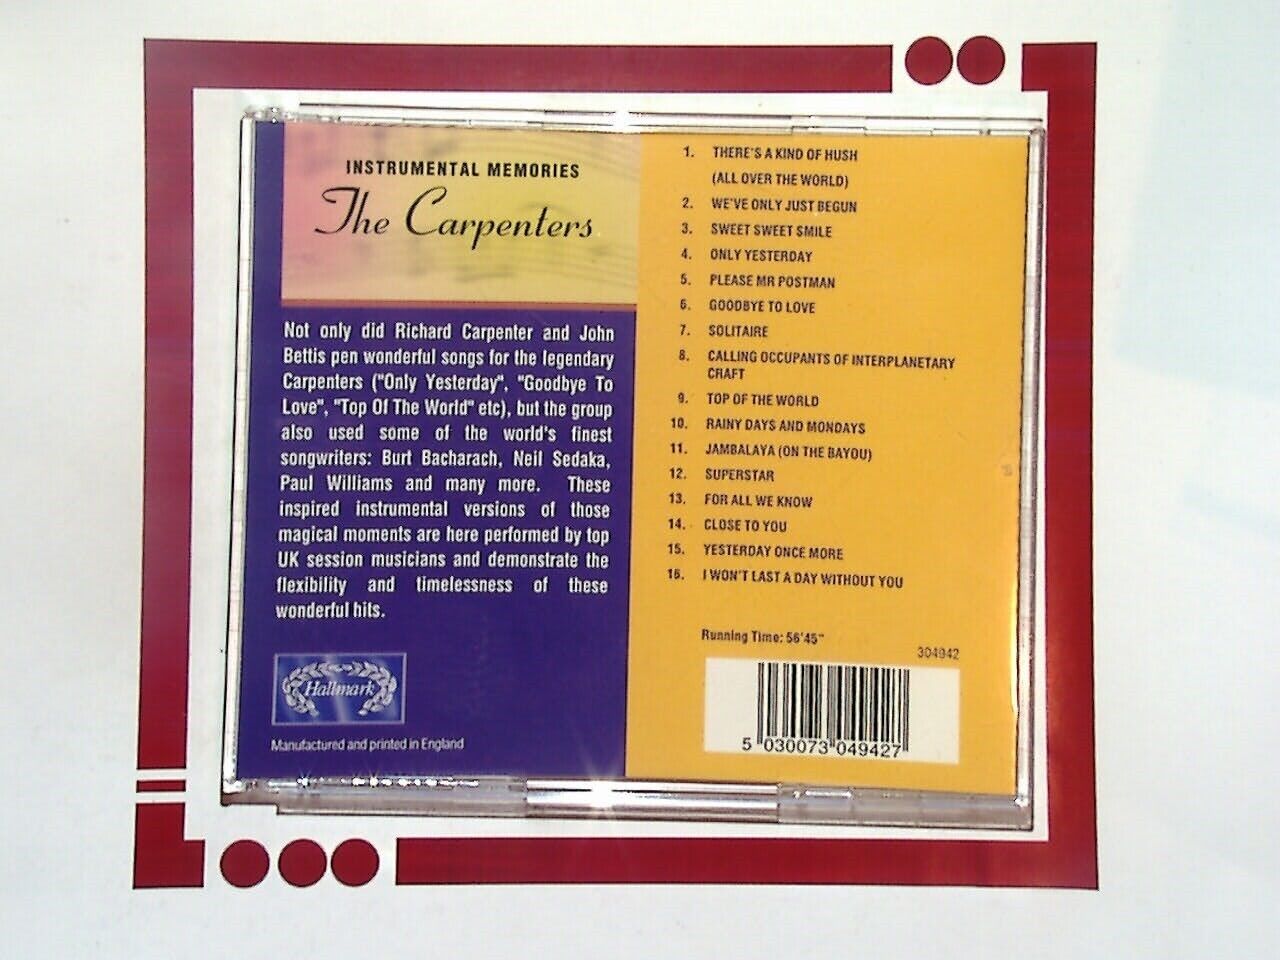 INSTRUMENTAL MEMORIES
The Carpenters
Not only did Richard Carpenter and John
Bettis pen wonderful songs for the legendary
Carpenters ("Only Yesterday", "Goodbye To
Love", "Top Of The World" etc), but the group
also used some of the world's finest
songwriters: Burt Bacharach, Neil Sedaka,
Paul Williams and many more. These
inspired instrumental versions of those
magical moments are here performed by top
UK session musicians and demonstrate the
flexibility and timelessness of these
wonderful hits.
Hallmark
Manufactured and printed in England
1. THERE'S A KIND OF HUSH
(ALL OVER THE WORLD)
2. WE'VE ONLY JUST BEGUN
3. SWEET SWEET SMILE
4. ONLY YESTERDAY
5. PLEASE MR POSTMAN
6. GOODBYE TO LOVE
7. SOLITAIRE
8. CALLING OCCUPANTS OF INTERPLANETARY
CRAFT
9. TOP OF THE WORLD
10. RAINY DAYS AND MONDAYS
11. JAMBALAYA (ON THE BAYOU)
12. SUPERSTAR
13. FOR ALL WE KNOW
14. CLOSE TO YOU
15. YESTERDAY ONCE MORE
16. I WON'T LAST A DAY WITHOUT YOU
Running Time: 56'45"
304942
5 030073 049427